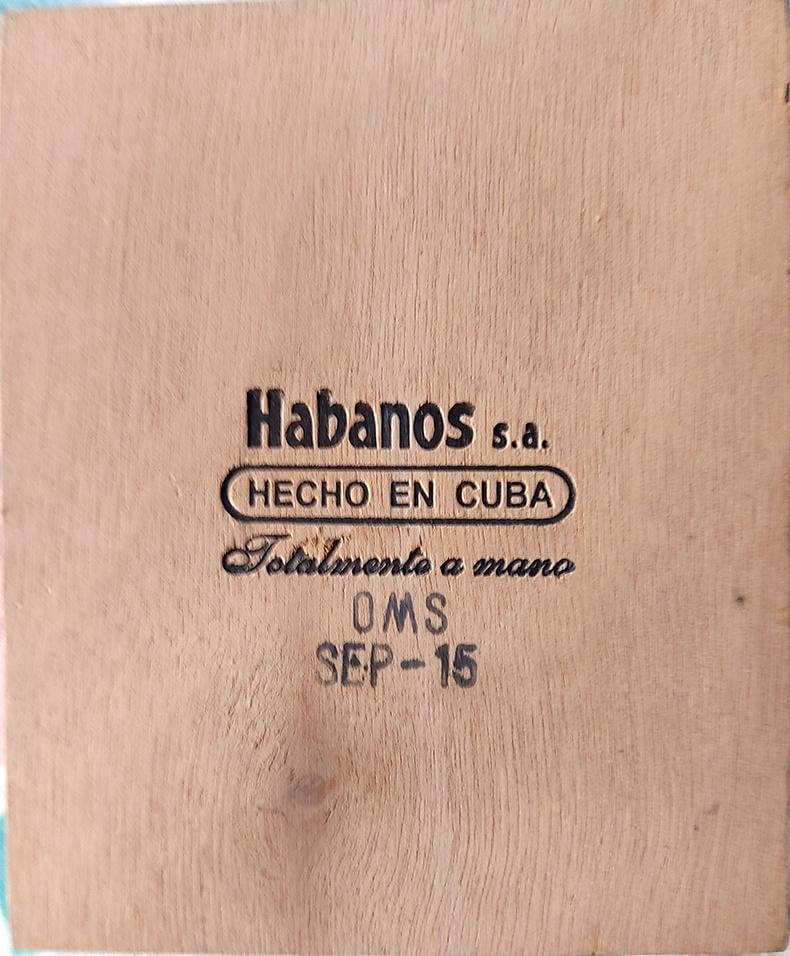 Habanos s.a.
HECHO EN CUBA
Totalmente a mano
OMS
SEP-15